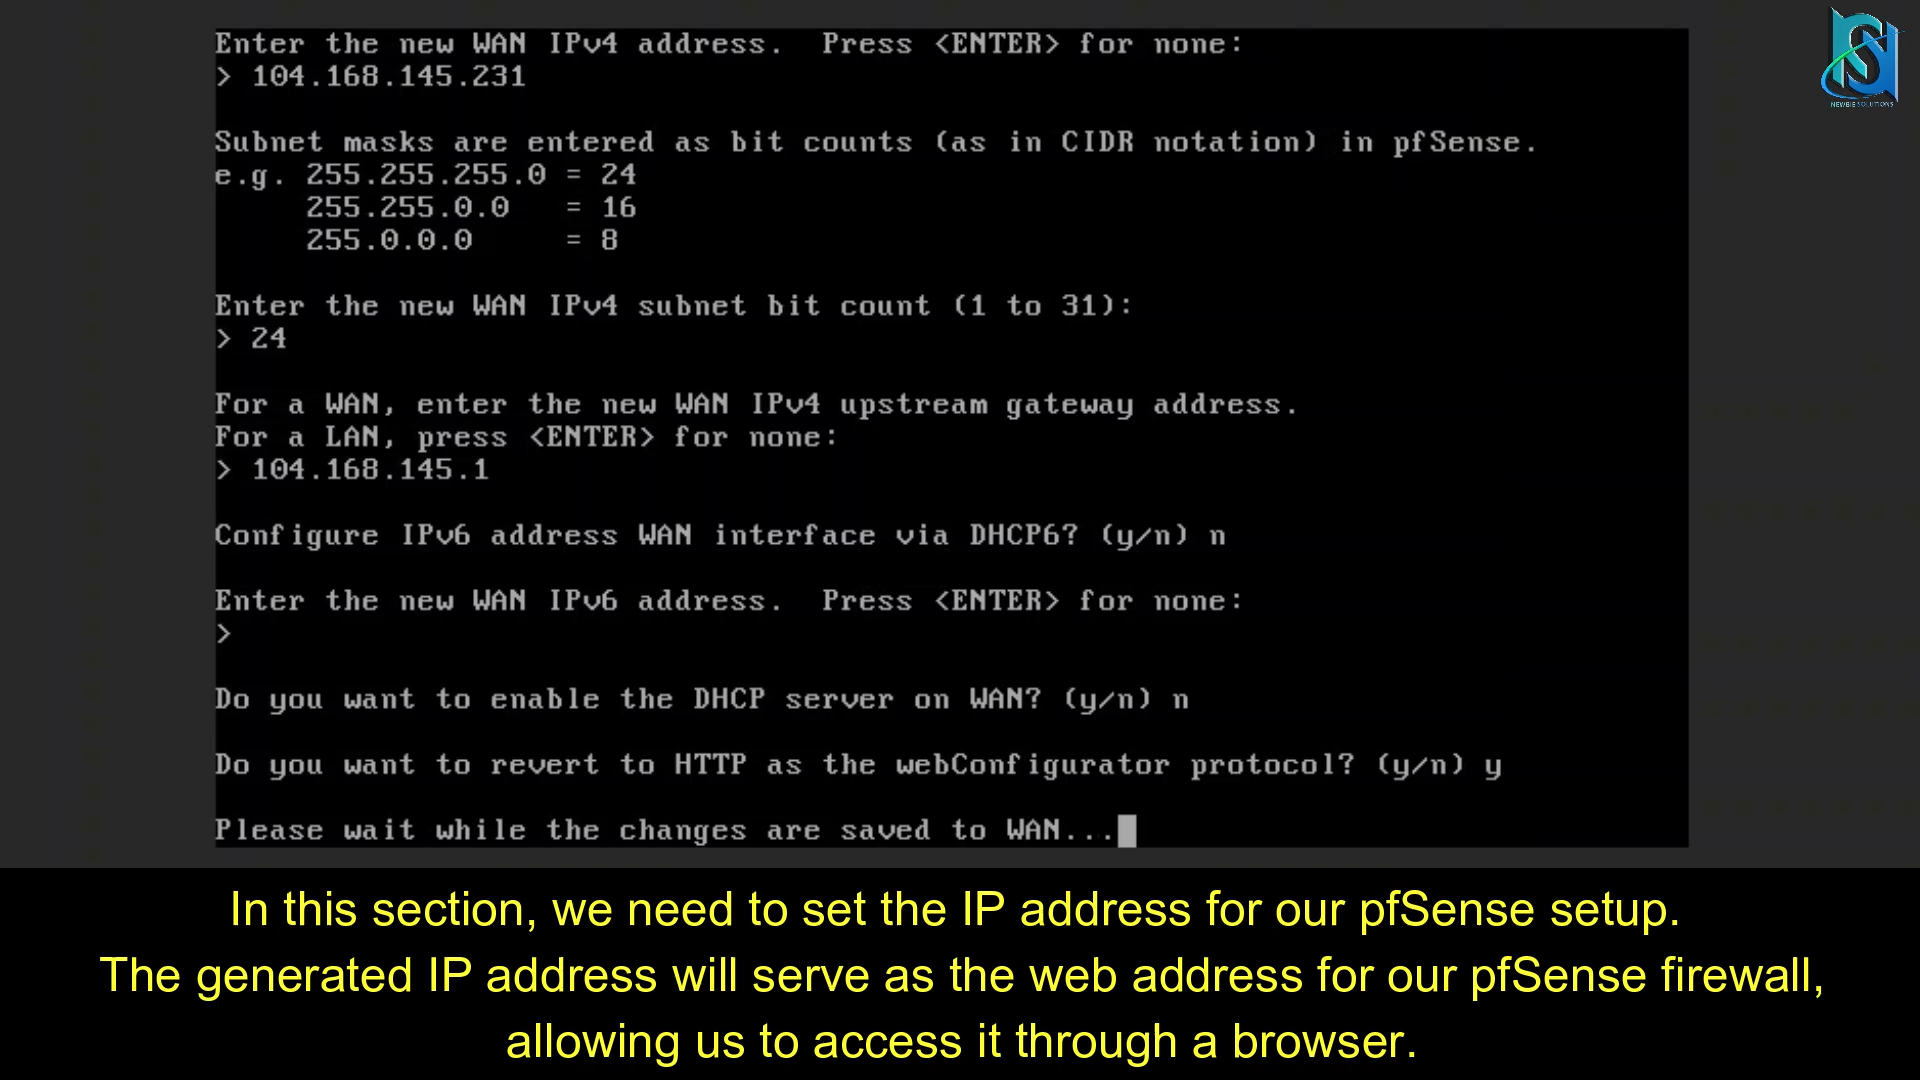 Enter the new WAN IPv4 address.  Press <ENTER> for none:
> 104.168.145.231
Subnet masks are entered as bit counts (as in CIDR notation) in pfSense.
e.g. 255.255.255.0 = 24
     255.255.0.0   = 16
     255.0.0.0     = 8
Enter the new WAN IPv4 subnet bit count (1 to 31):
> 24
For a WAN, enter the new WAN IPv4 upstream gateway address.
For a LAN, press <ENTER> for none:
> 104.168.145.1
Configure IPv6 address WAN interface via DHCP6? (y/n) n
Enter the new WAN IPv6 address.  Press <ENTER> for none:
>
Do you want to enable the DHCP server on WAN? (y/n) n
Do you want to revert to HTTP as the webConfigurator protocol? (y/n) y
Please wait while the changes are saved to WAN...
NEWBIE SOLUTIONS
In this section, we need to set the IP address for our pfSense setup.
The generated IP address will serve as the web address for our pfSense firewall,
allowing us to access it through a browser.